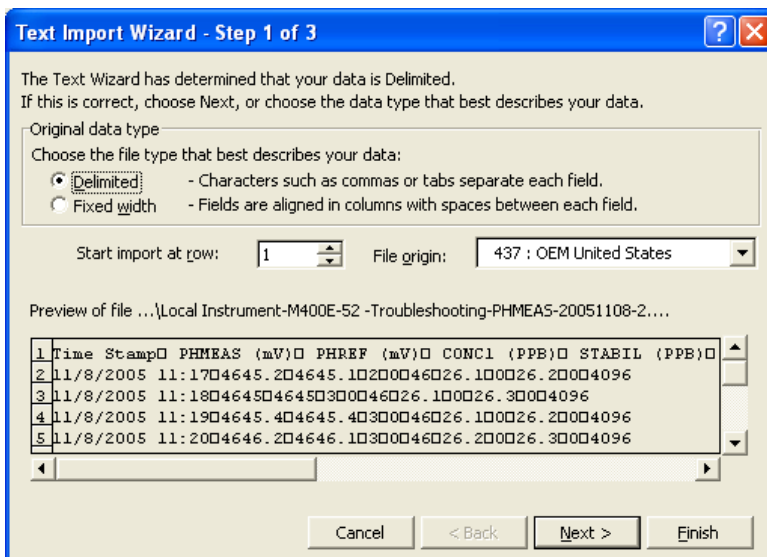 Text Import Wizard - Step 1 of 3
The Text Wizard has determined that your data is Delimited.
If this is correct, choose Next, or choose the data type that best describes your data.
Original data type
Choose the file type that best describes your data:
Delimited - Characters such as commas or tabs separate each field.
Fixed width - Fields are aligned in columns with spaces between each field.
Start import at row: 1 File origin: 437 : OEM United States
Preview of file ...\Local Instrument-M400E-52 -Troubleshooting-PHMEAS-20051108-2....
1 Time Stamp□ PHMEAS (mV)□ PHREF (mV)□ CONC1 (PPB)□ STABIL (PPB)□
2 11/8/2005 11:17□4645.2□4645.1□2□0□46□26.1□0□26.2□0□4096
3 11/8/2005 11:18□4645□4645□3□0□46□26.1□0□26.3□0□4096
4 11/8/2005 11:19□4645.4□4645.4□3□0□46□26.1□0□26.2□0□4096
5 11/8/2005 11:20□4646.2□4646.1□3□0□46□26.2□0□26.3□0□4096
Cancel < Back Next > Finish